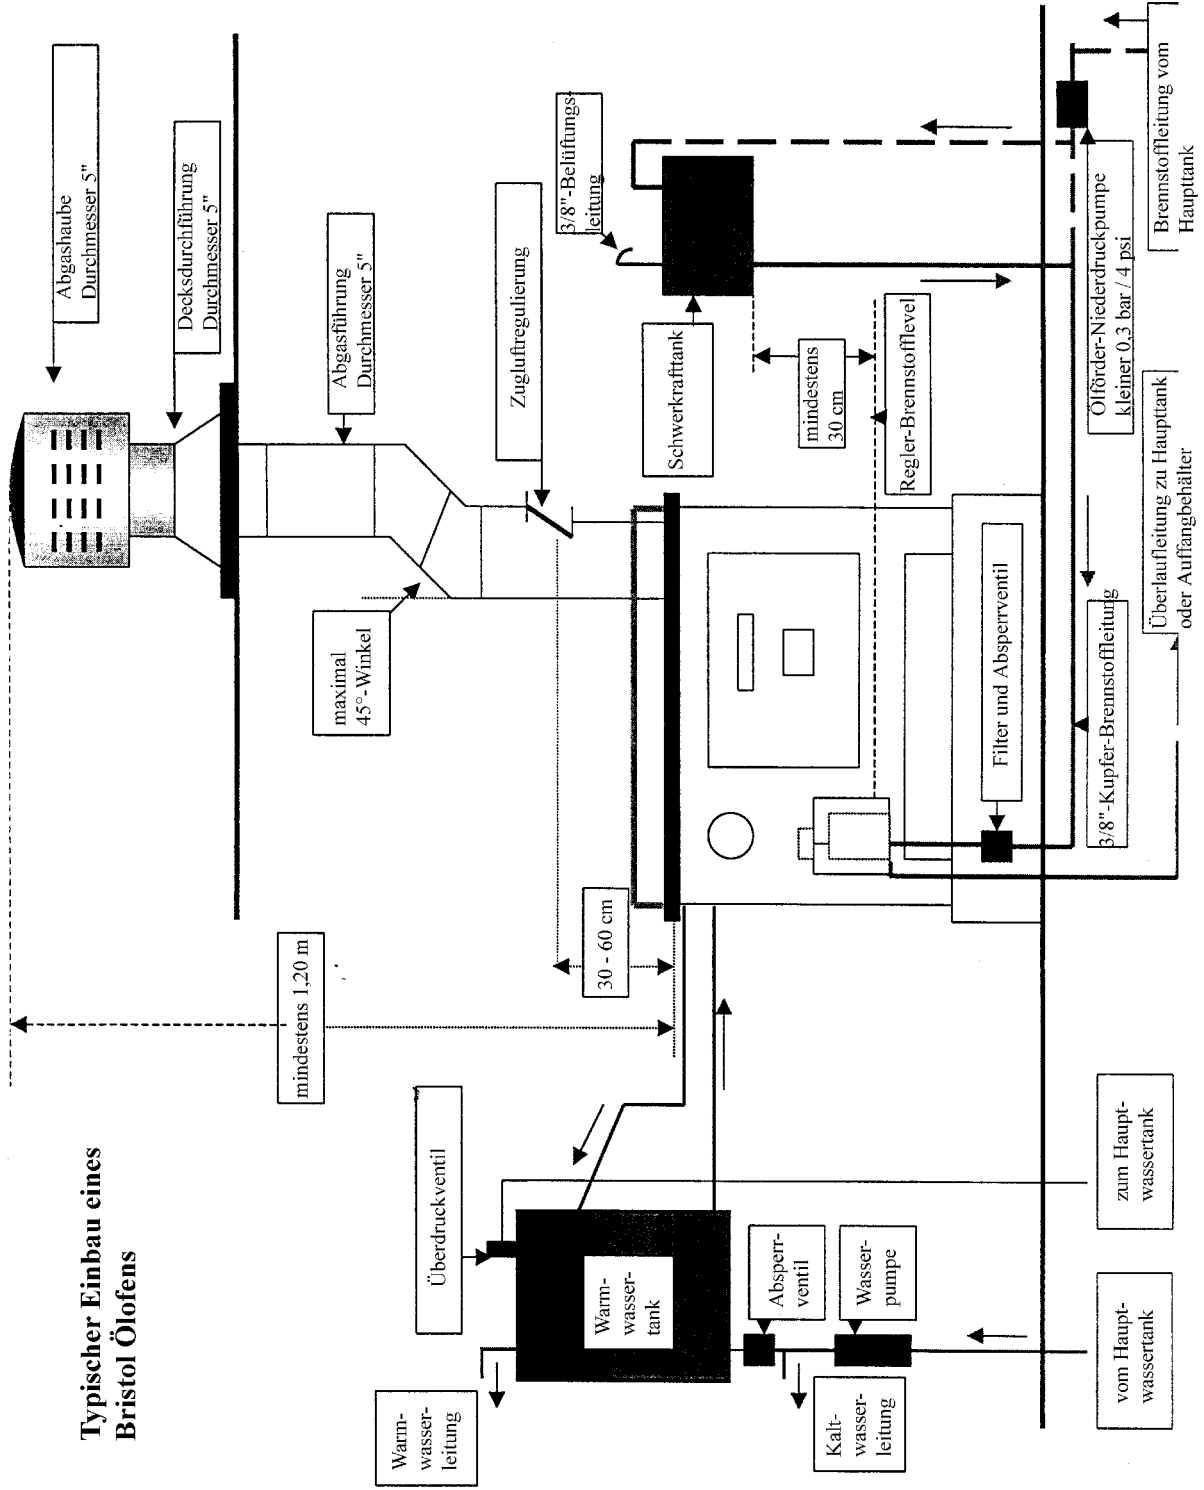 Typischer Einbau eines
Bristol Ölofens
Abgashaube
Durchmesser 5"
Decksdurchführung
Durchmesser 5"
Abgasführung
Durchmesser 5"
maximal
45°-Winkel
Zugluftregulierung
3/8"-Belüftungs-
leitung
mindestens 1,20 m
30 - 60 cm
Schwerkrafttank
mindestens
30 cm
Regler-Brennstofflevel
Überdruckventil
Warm-
wasser-
leitung
Warm-
wasser-
tank
Absperr-
ventil
Wasser-
pumpe
Kalt-
wasser-
leitung
vom Haupt-
wassertank
zum Haupt-
wassertank
Filter und Absperrventil
3/8"-Kupfer-Brennstoffleitung
Ölförder-Niederdruckpumpe
kleiner 0,3 bar / 4 psi
Überlaufleitung zu Haupttank
oder Auffangbehälter
Brennstoffleitung vom
Haupttank